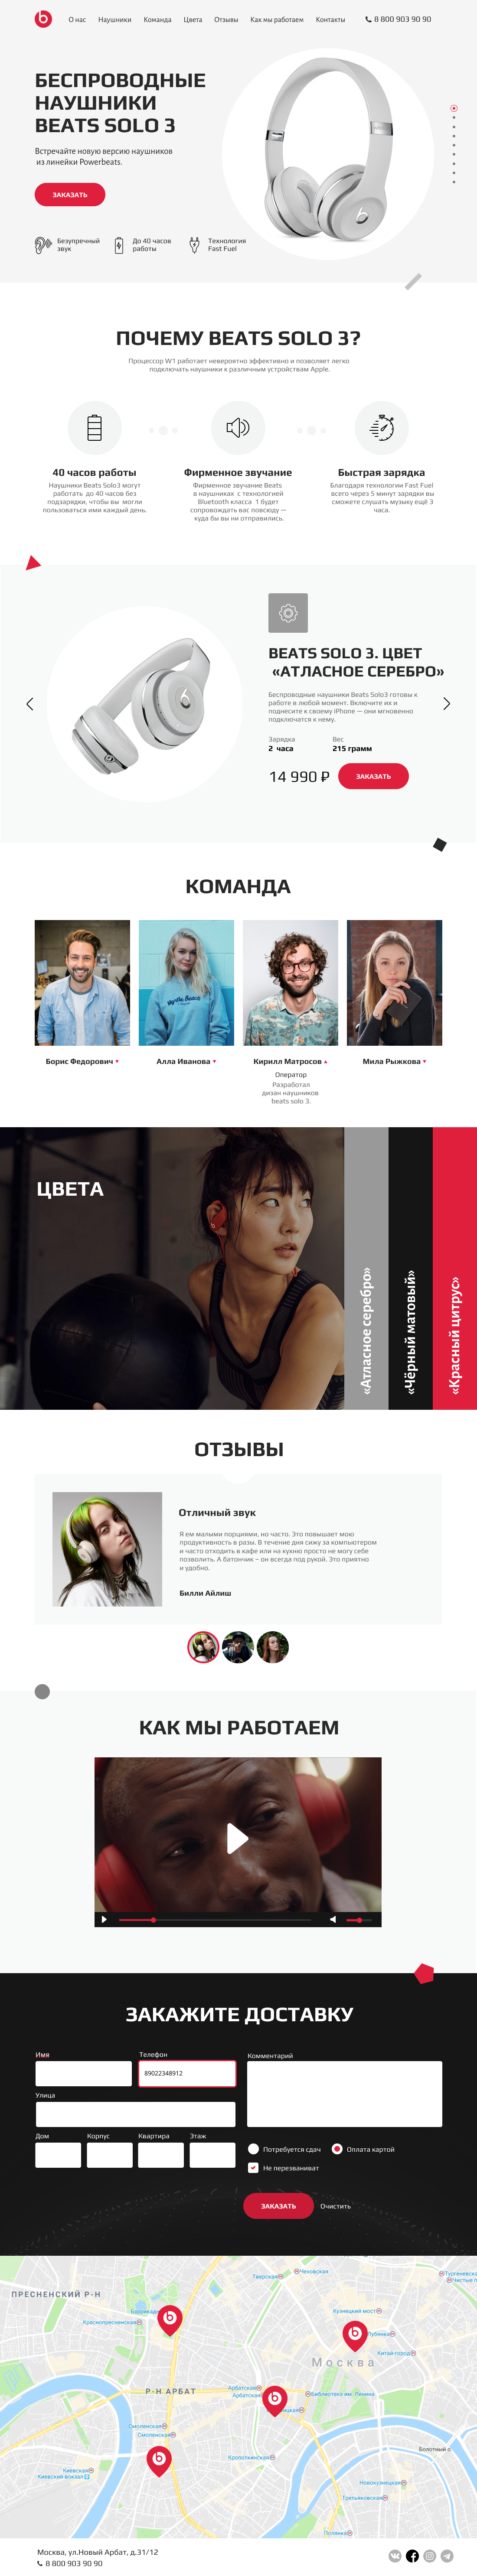 О нас Наушники Команда Цвета Отзывы Как мы работаем Контакты 8 800 903 90 90
БЕСПРОВОДНЫЕ
НАУШНИКИ
BEATS SOLO 3
Встречайте новую версию наушников
из линейки Powerbeats.
ЗАКАЗАТЬ
Безупречный
звук
До 40 часов
работы
Технология
Fast Fuel
ПОЧЕМУ BEATS SOLO 3?
Процессор W1 работает невероятно эффективно и позволяет легко
подключать наушники к различным устройствам Apple.
40 часов работы
Наушники Beats Solo3 могут
работать до 40 часов без
подзарядки, чтобы вы могли
пользоваться ими каждый день.
Фирменное звучание
Фирменное звучание Beats
в наушниках с технологией
Bluetooth класса 1 будет
сопровождать вас повсюду —
куда бы вы ни отправились.
Быстрая зарядка
Благодаря технологии Fast Fuel
всего через 5 минут зарядки вы
сможете слушать музыку ещё 3
часа.
BEATS SOLO 3. ЦВЕТ
«АТЛАСНОЕ СЕРЕБРО»
Беспроводные наушники Beats Solo3 готовы к
работе в любой момент. Включите их и
поднесите к своему iPhone — они мгновенно
подключатся к нему.
Зарядка
2 часа
Вес
215 грамм
14 990 ₽
ЗАКАЗАТЬ
КОМАНДА
Борис Федорович
Алла Иванова
Кирилл Матросов
Оператор
Разработал
дизан наушников
beats solo 3.
Мила Рыжкова
ЦВЕТА
«Атласное серебро»
«Чёрный матовый»
«Красный цитрус»
ОТЗЫВЫ
Отличный звук
Я ем малыми порциями, но часто. Это повышает мою
продуктивность в разы. В течение дня сижу за компьютером
и часто отходить в кафе или на кухню просто не могу себе
позволить. А батончик – он всегда под рукой. Это приятно
и удобно.
Билли Айлиш
КАК МЫ РАБОТАЕМ
ЗАКАЖИТЕ ДОСТАВКУ
Имя
Телефон
89022348912
Комментарий
Улица
Дом Корпус Квартира Этаж
Потребуется сдач
Оплата картой
Не перезваниват
ЗАКАЗАТЬ
Очистить
Чеховская
Тверская
ПРЕСНЕНСКИЙ Р-Н
Краснопресненская
Кузнецкий мост
Лубянка
Китай-город
Москва
Р-Н АРБАТ
Арбатская
Арбатская
Библиотека им. Ленина
Смоленская
Смоленская
Киевская
Киевский вокзал
Кропоткинская
Болотный о.
Новокузнецкая
Третьяковская
Полянка
Москва, ул.Новый Арбат, д.31/12
8 800 903 90 90